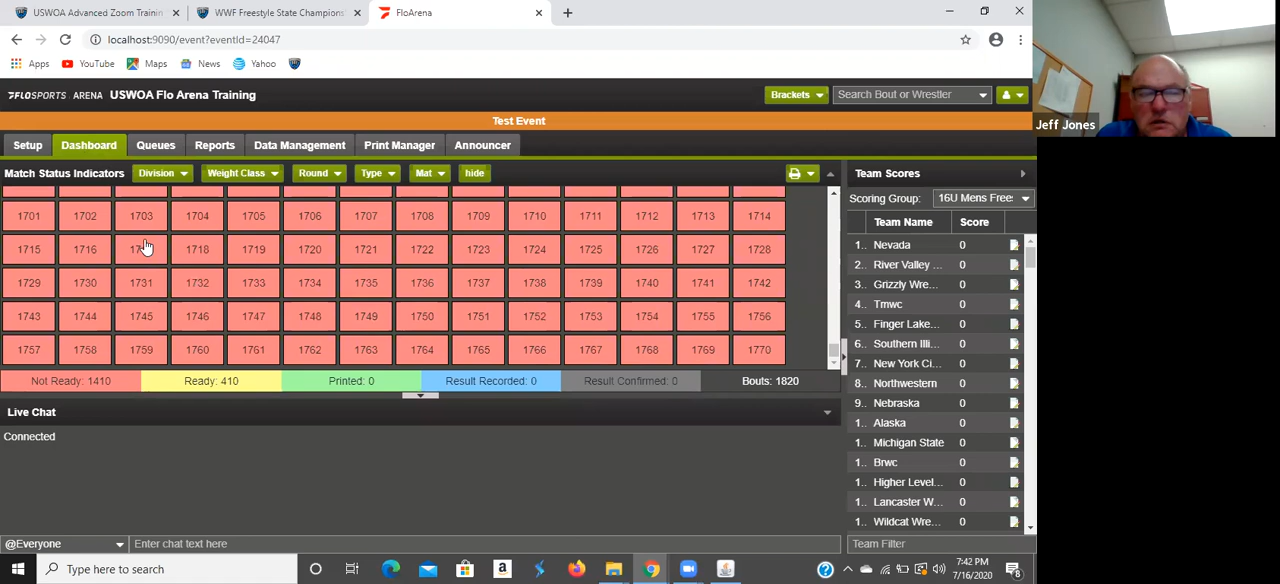 USWOA Advanced Zoom Trainin
WWF Freestyle State Champions
FloArena
localhost:9090/event?eventId=24047
Apps YouTube Maps News Yahoo
FLOSPORTS ARENA USWOA Flo Arena Training
Brackets Search Bout or Wrestler
Test Event
Setup Dashboard Queues Reports Data Management Print Manager Announcer
Match Status Indicators Division Weight Class Round Type Mat hide
1701 1702 1703 1704 1705 1706 1707 1708 1709 1710 1711 1712 1713 1714
1715 1716 1718 1719 1720 1721 1722 1723 1724 1725 1726 1727 1728
1729 1730 1731 1732 1733 1734 1735 1736 1737 1738 1739 1740 1741 1742
1743 1744 1745 1746 1747 1748 1749 1750 1751 1752 1753 1754 1755 1756
1757 1758 1759 1760 1761 1762 1763 1764 1765 1766 1767 1768 1769 1770
Not Ready: 1410 Ready: 410 Printed: 0 Result Recorded: 0 Result Confirmed: 0 Bouts: 1820
Live Chat
Connected
@Everyone Enter chat text here
Team Scores
Scoring Group: 16U Mens Free
Team Name Score
1.. Nevada 0
2.. River Valley ... 0
3.. Grizzly Wre... 0
4.. Tmwc 0
5.. Finger Lake... 0
6.. Southern Illi... 0
7.. New York Ci... 0
8.. Northwestern 0
9.. Nebraska 0
1.. Alaska 0
1.. Michigan State 0
1.. Brwc 0
1.. Higher Level... 0
1.. Lancaster W... 0
1.. Wildcat Wre... 0
Team Filter
Type here to search
7:42 PM
7/16/2020
8
Jeff Jones